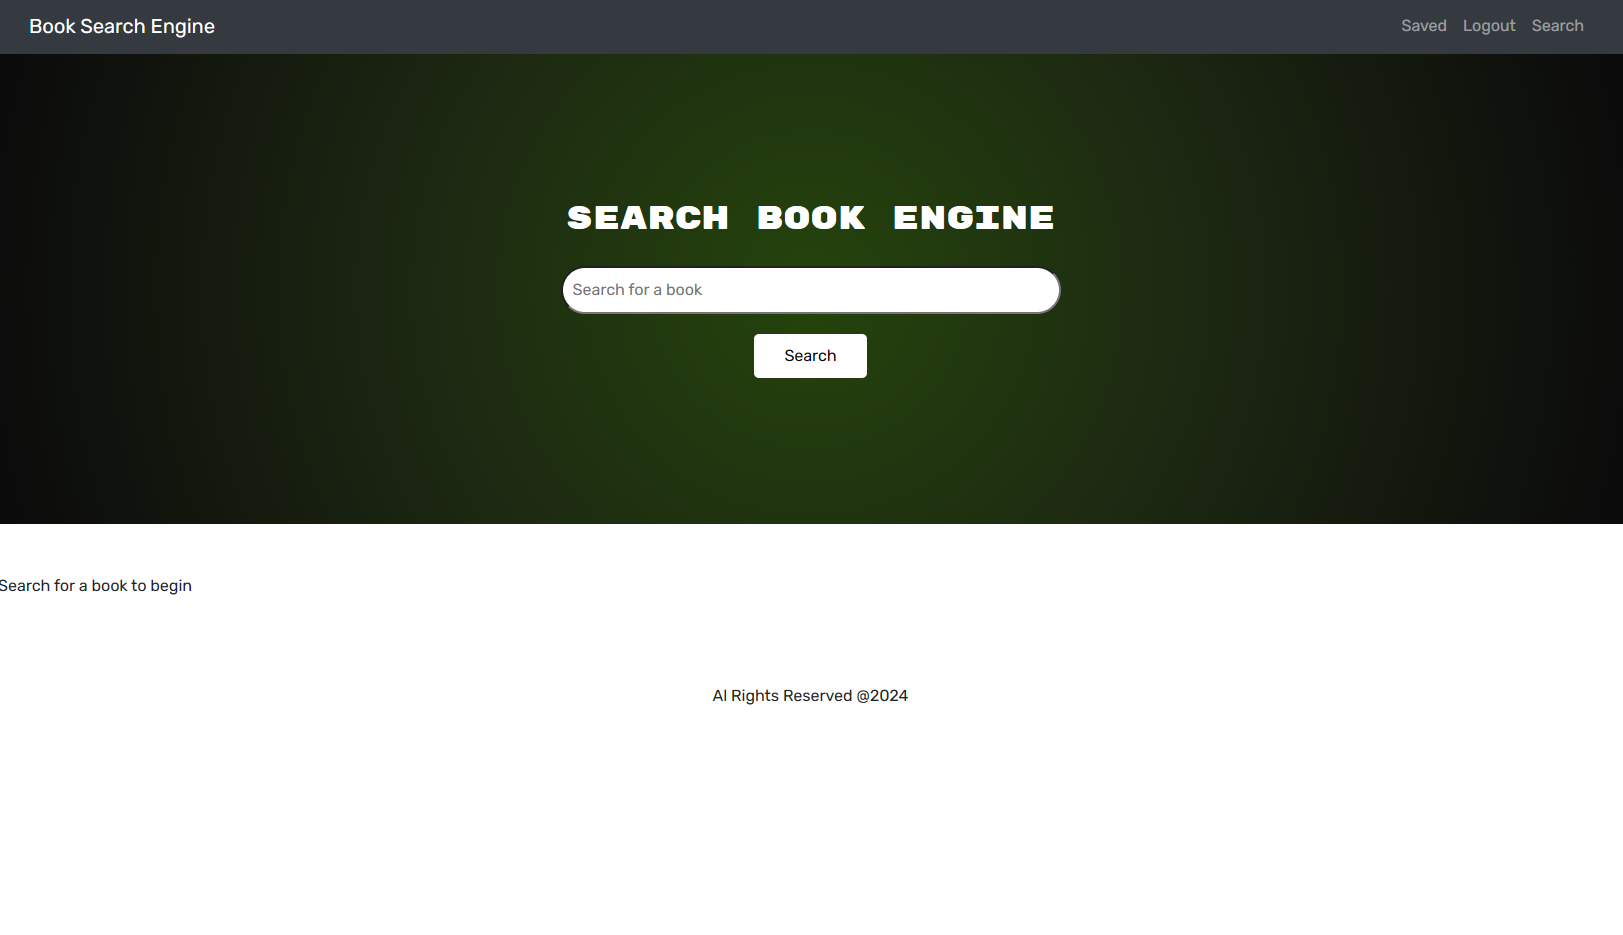 Book Search Engine
Saved Logout Search
SEARCH BOOK ENGINE
Search for a book
Search
Search for a book to begin
Al Rights Reserved @2024